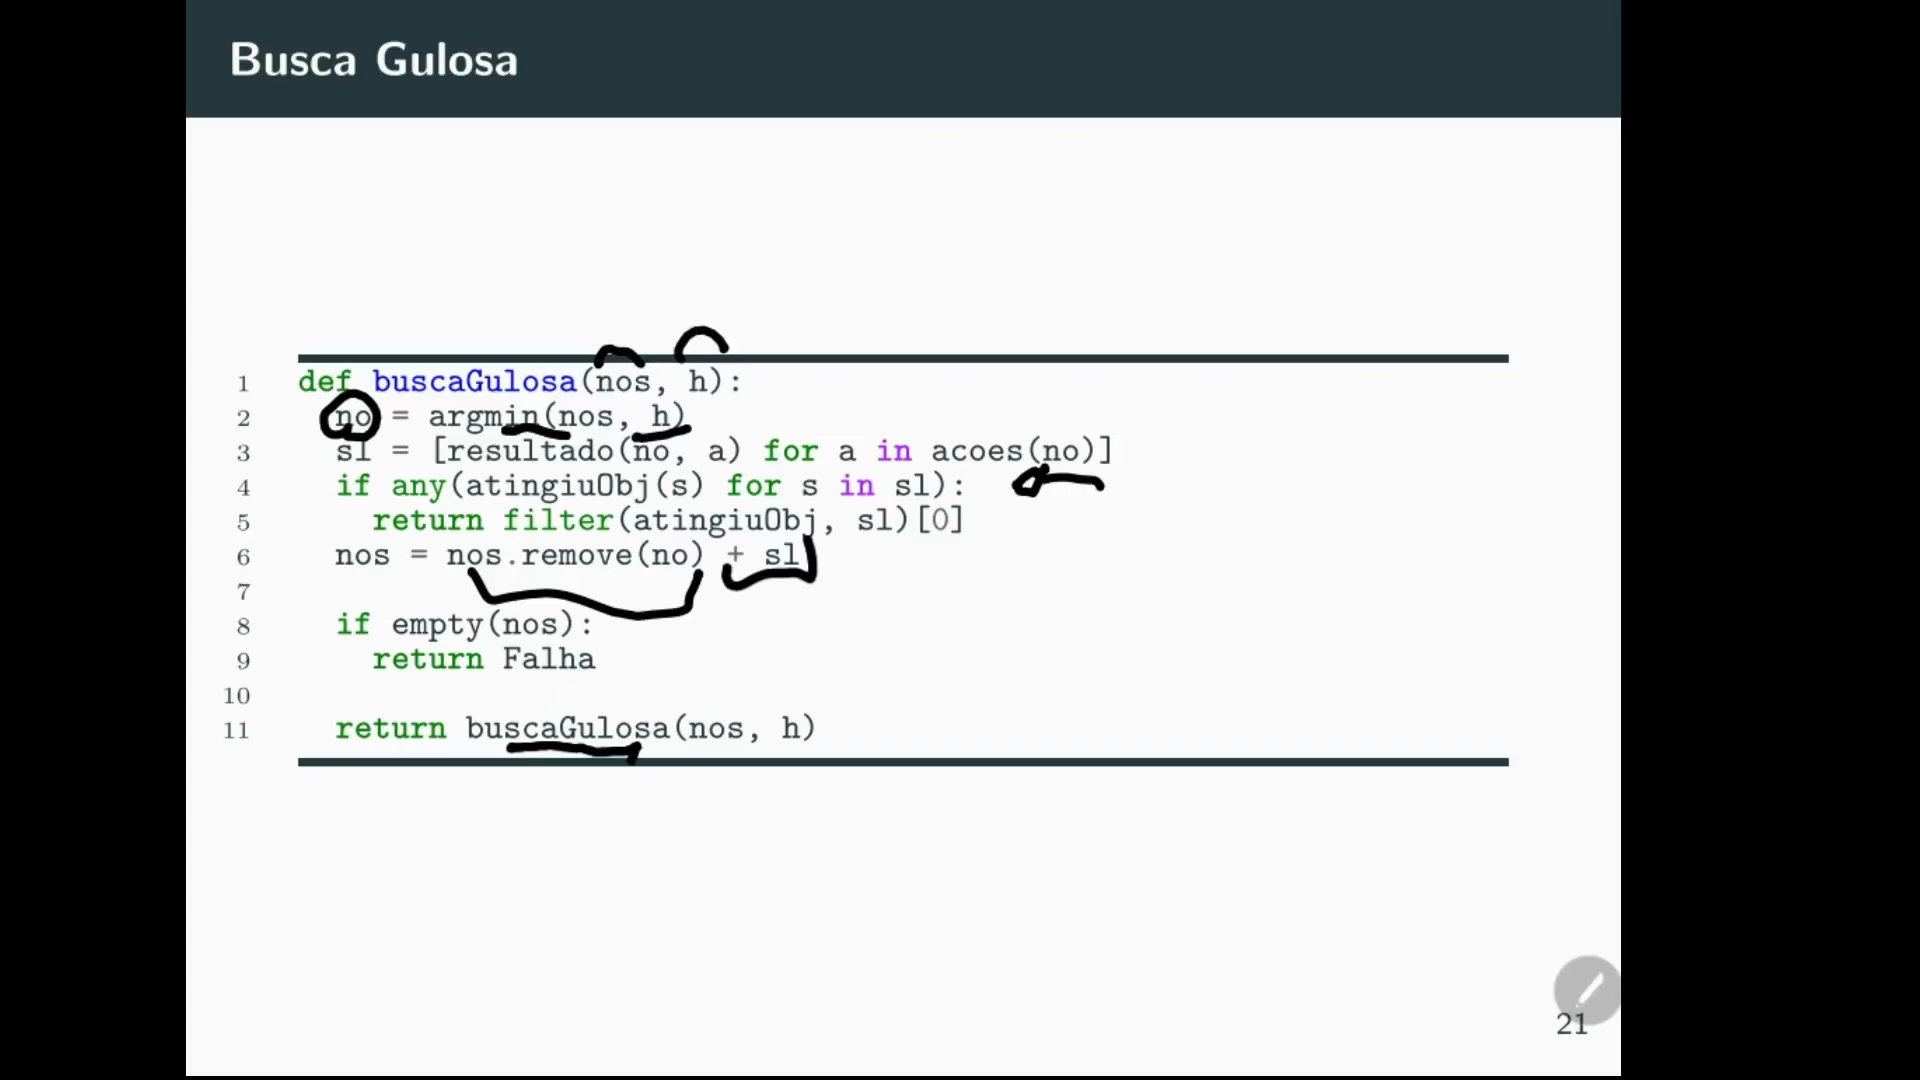 Busca Gulosa
1 def buscaGulosa(nos, h):
2 no = argmin(nos, h)
3 sl = [resultado(no, a) for a in acoes(no)]
4 if any(atingiuObj(s) for s in sl):
5 return filter(atingiuObj, sl)[0]
6 nos = nos.remove(no) + sl
7
8 if empty(nos):
9 return Falha
10
11 return buscaGulosa(nos, h)
21